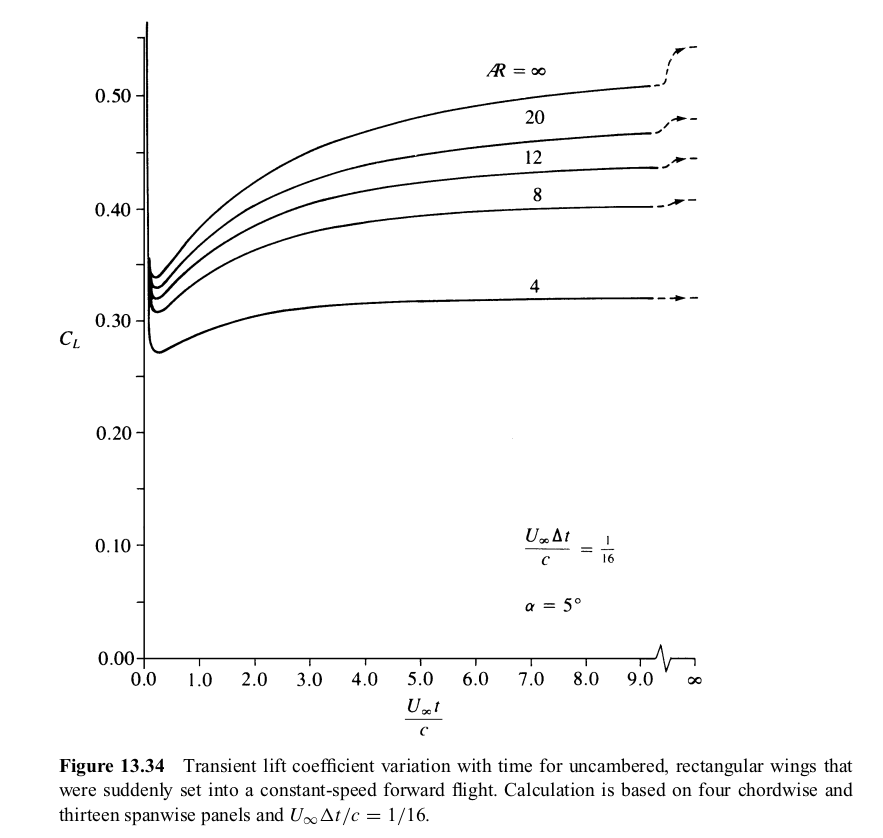 Æ = ∞
0.50
20
12
0.40
8
4
0.30
C_L
0.20
0.10
U∞Δt / c = 1/16
α = 5°
0.00
0.0 1.0 2.0 3.0 4.0 5.0 6.0 7.0 8.0 9.0 ∞
U∞t / c
Figure 13.34 Transient lift coefficient variation with time for uncambered, rectangular wings that
were suddenly set into a constant-speed forward flight. Calculation is based on four chordwise and
thirteen spanwise panels and U∞Δt/c = 1/16.